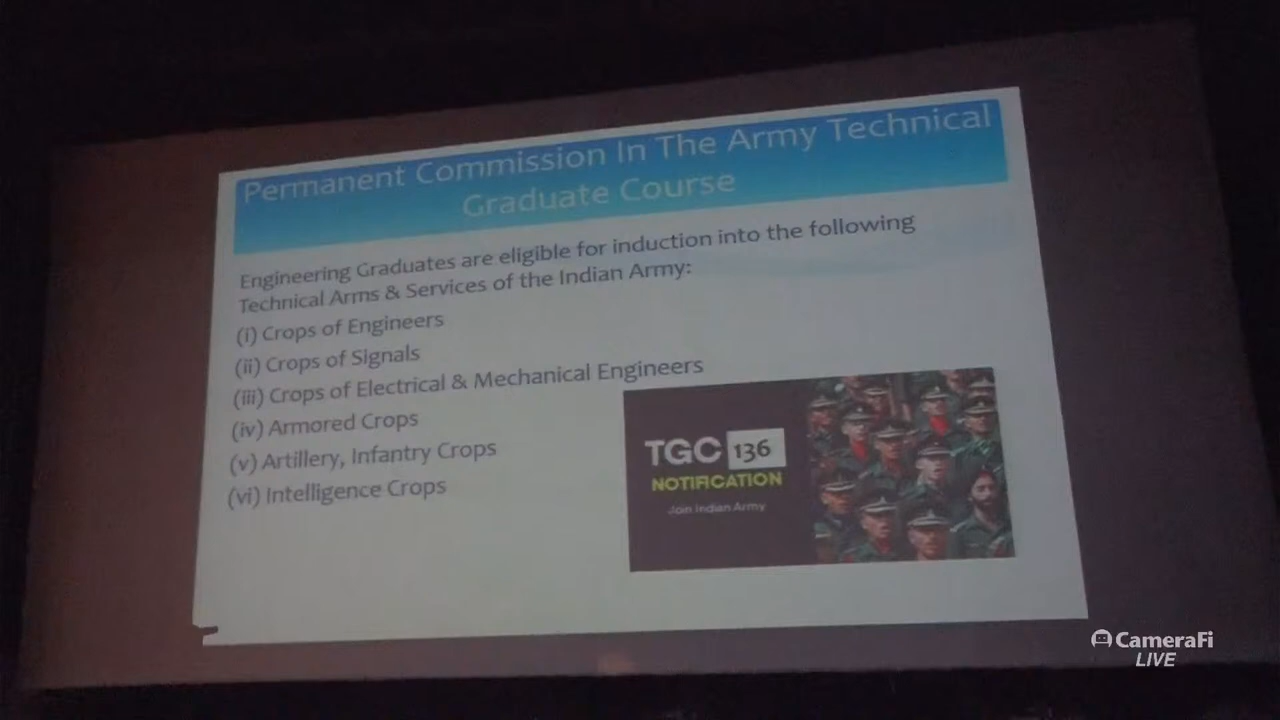 Permanent Commission In The Army Technical
Graduate Course
Engineering Graduates are eligible for induction into the following
Technical Arms & Services of the Indian Army:
(i) Crops of Engineers
(ii) Crops of Signals
(iii) Crops of Electrical & Mechanical Engineers
(iv) Armored Crops
(v) Artillery, Infantry Crops
(vi) Intelligence Crops
TGC 136
NOTIFICATION
Join Indian Army
CameraFi
LIVE